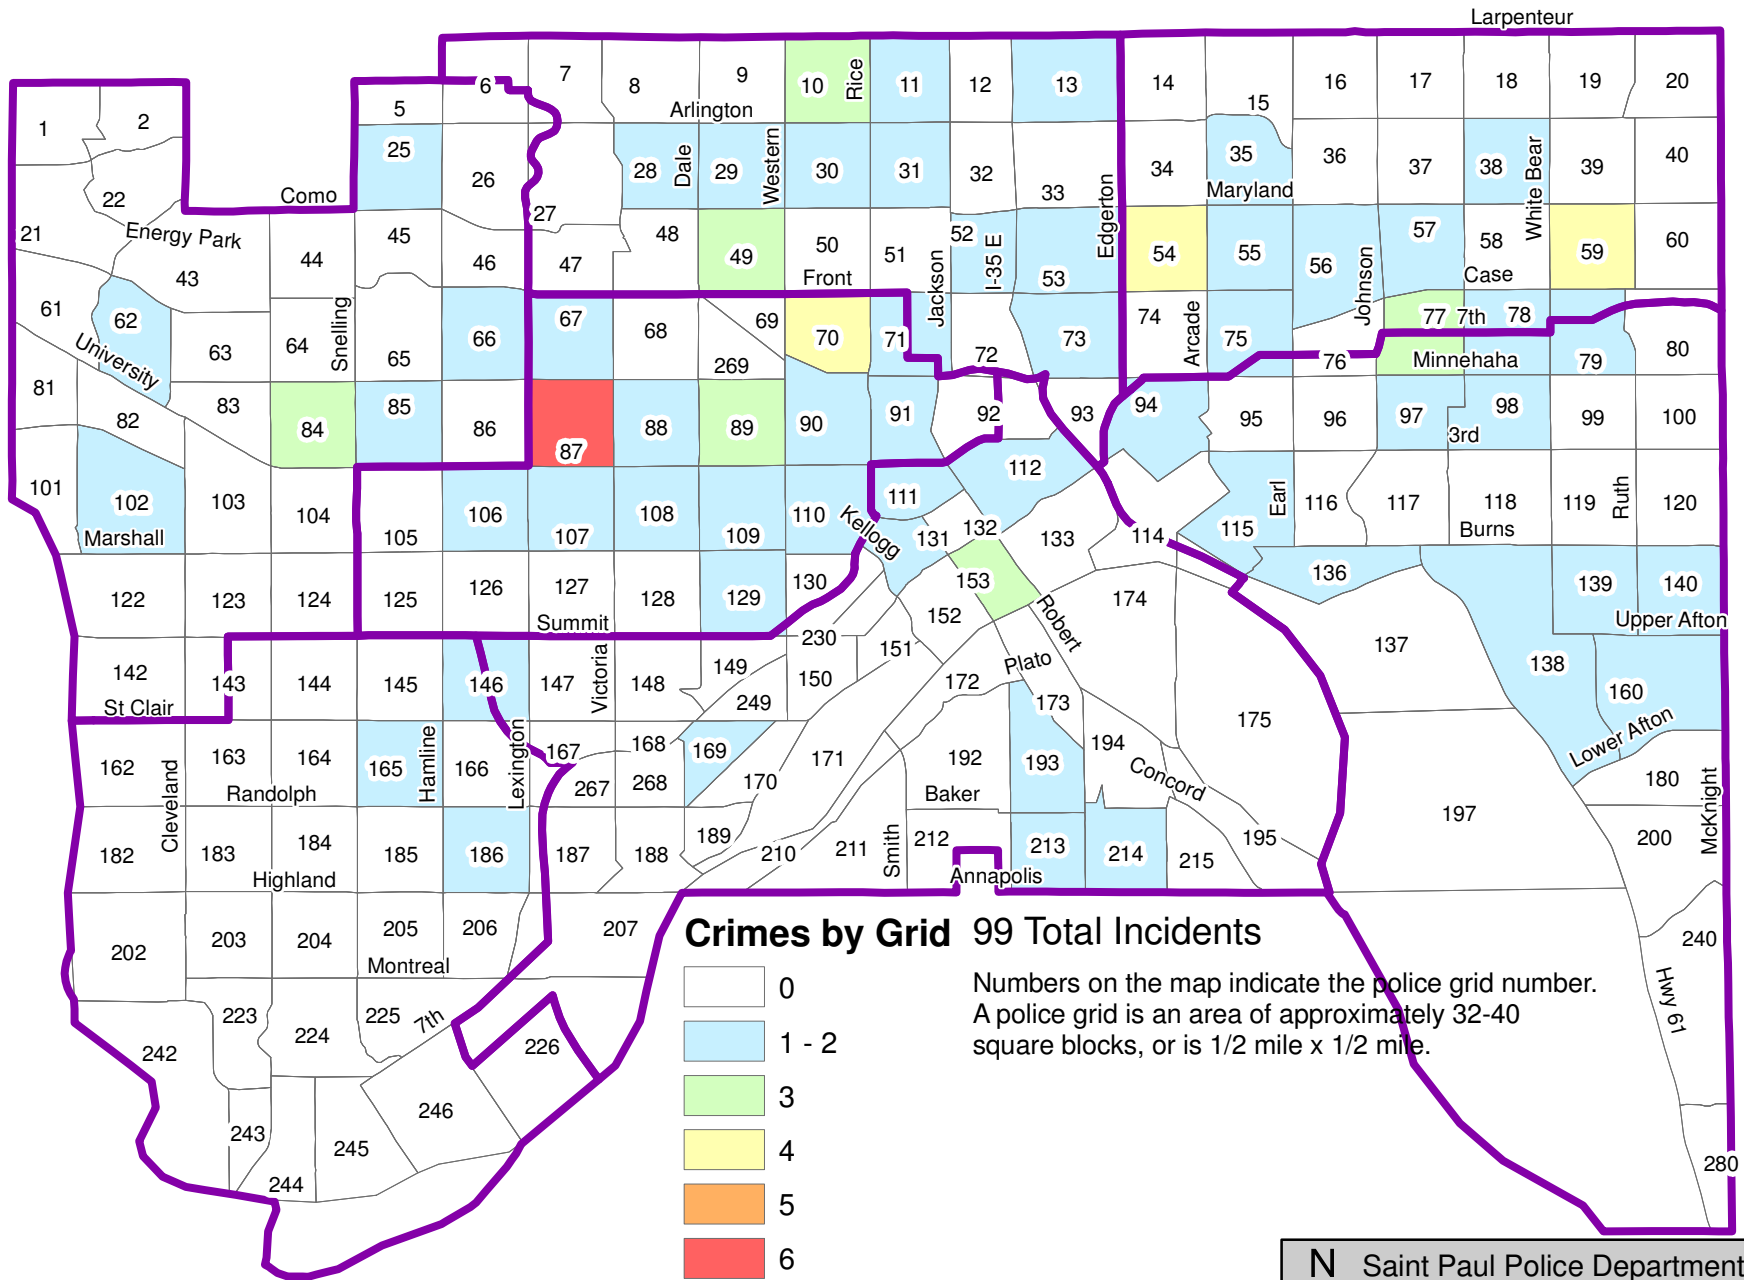 Larpenteur
6 7 8 9 10 Rice 11 12 13 14 15 16 17 18 19 20
1 2 5 Arlington
25 26 28 Dale 29 Western 30 31 32 33 34 35 36 37 38 White Bear 39 40
22 Como 27 Edgerton Maryland
21 Energy Park 44 45 46 47 48 49 50 51 52 I-35 E 53 54 55 56 57 58 59 60
43 Front Jackson Johnson Case
61 62 Snelling 66 67 68 69 70 71 72 73 74 Arcade 75 76 77 7th 78 79 80
University 63 64 65 269 Minnehaha
81 82 83 84 85 86 87 88 89 90 91 92 93 94 95 96 97 98 99 100
3rd
101 102 103 104 105 106 107 108 109 110 111 112 Earl 116 117 118 119 Ruth 120
Marshall Kellogg 131 132 133 114 115 Burns
122 123 124 125 126 127 128 129 130 153 136 139 140
Summit 152 Robert 174 Upper Afton
230
142 143 144 145 146 147 Victoria 148 149 150 151 Plato 137 138 160
St Clair 249 172 173 175 Lower Afton
162 Cleveland 163 164 165 Hamline 166 Lexington 167 168 169 171 192 193 194 180
Randolph 267 268 170 Baker Concord 197 McKnight
182 183 184 185 186 187 188 189 210 211 Smith 212 213 214 215 195 200
Highland Annapolis
202 203 204 205 206 207 240
Montreal
242 223 224 225 7th 226 Hwy 61
243 244 245 246 280
Crimes by Grid 99 Total Incidents
0
1 - 2
3
4
5
6
Numbers on the map indicate the police grid number.
A police grid is an area of approximately 32-40
square blocks, or is 1/2 mile x 1/2 mile.
N Saint Paul Police Department